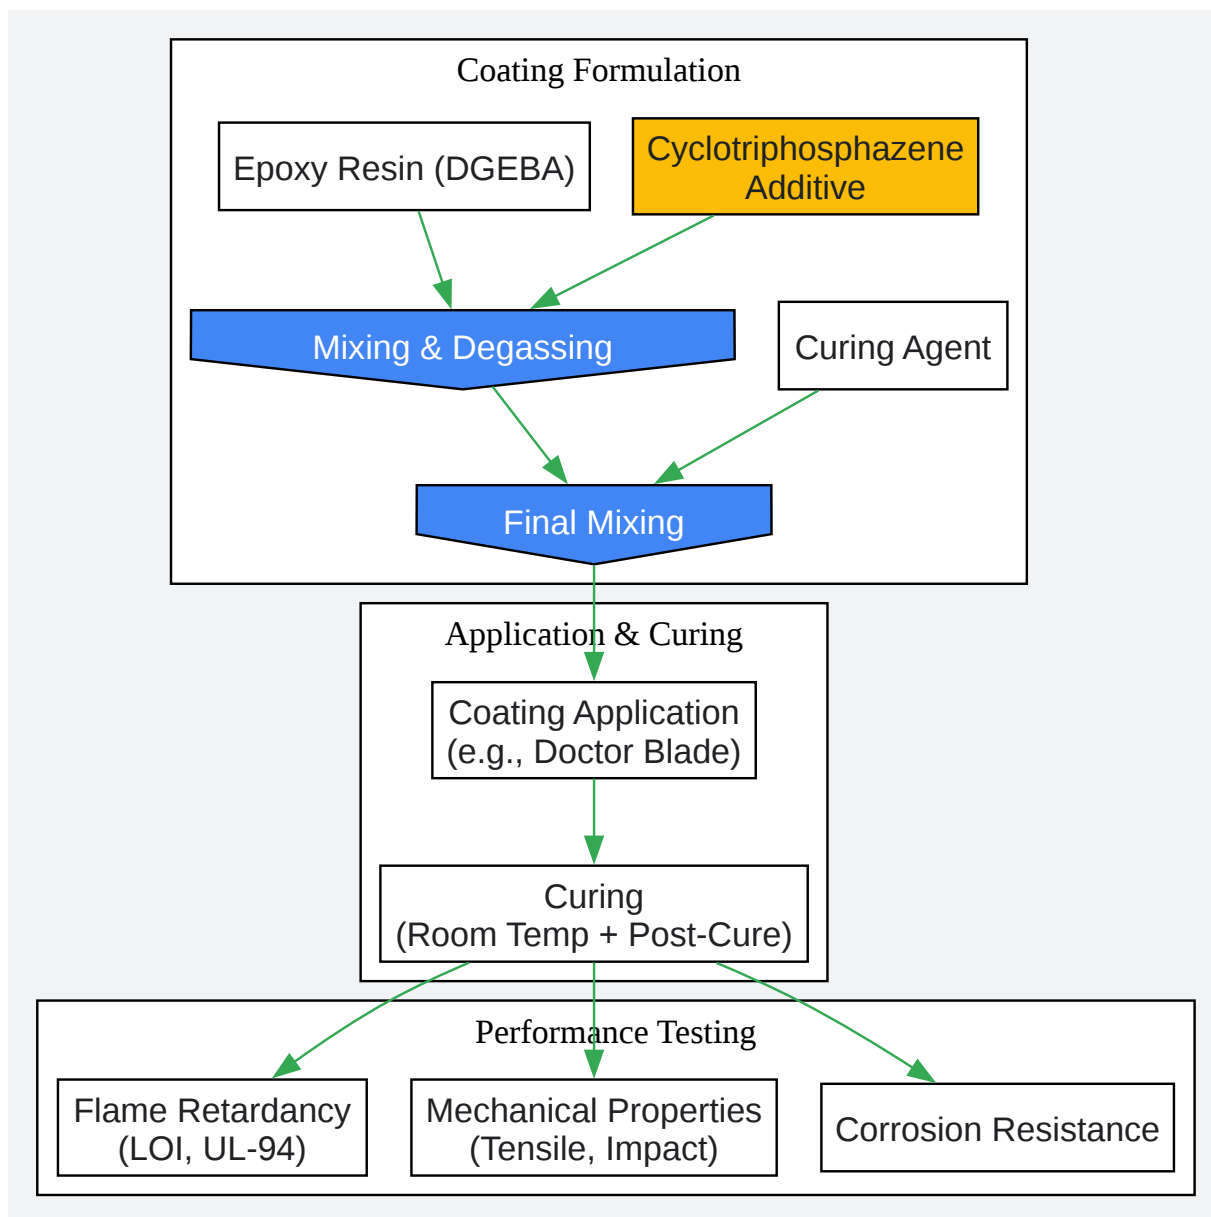 Coating Formulation
Epoxy Resin (DGEBA)
Cyclotriphosphazene
Additive
Mixing & Degassing
Curing Agent
Final Mixing
Application & Curing
Coating Application
(e.g., Doctor Blade)
Curing
(Room Temp + Post-Cure)
Performance Testing
Flame Retardancy
(LOI, UL-94)
Mechanical Properties
(Tensile, Impact)
Corrosion Resistance